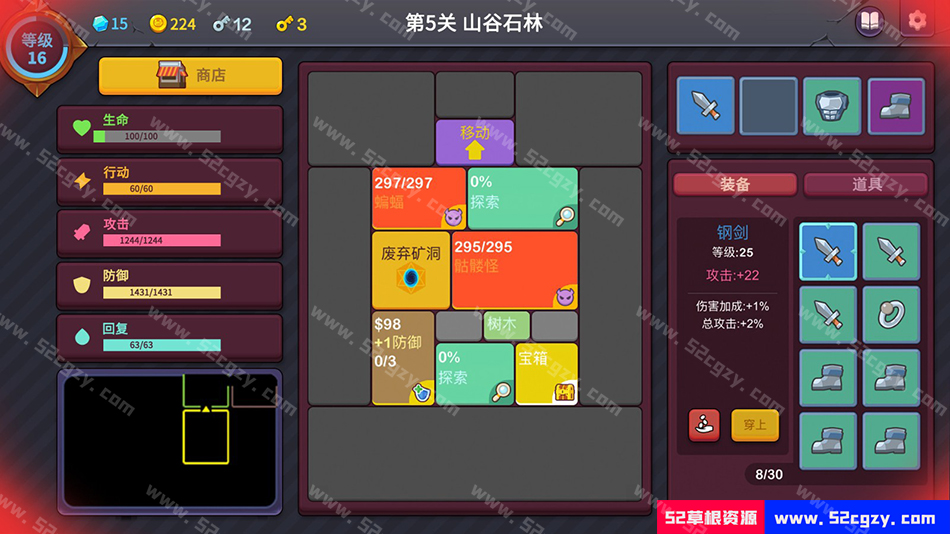 等级
16
15
224
12
3
第5关 山谷石林
商店
生命
100/100
行动
60/60
攻击
1244/1244
防御
1431/1431
回复
63/63
移动
297/297
蝙蝠
0%
探索
废弃矿洞
295/295
骷髅怪
$98
+1防御
0/3
树木
0%
探索
宝箱
装备
道具
钢剑
等级:25
攻击:+22
伤害加成:+1%
总攻击:+2%
穿上
8/30
52草根资源
www.52cgzy.com
www.52cgzy.com